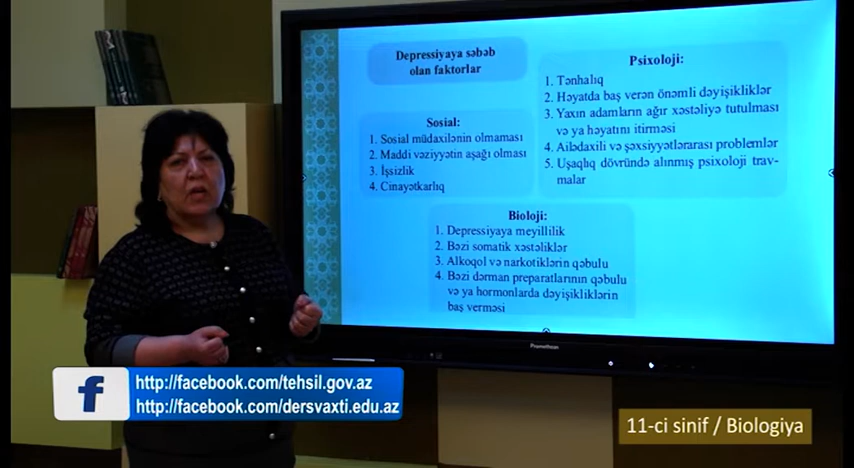 Depressiyaya səbəb
olan faktorlar
Sosial:
1. Sosial müdaxilənin olmaması
2. Maddi vəziyyətin aşağı olması
3. İşsizlik
4. Cinayətkarlıq
Psixoloji:
1. Tənhalıq
2. Həyatda baş verən önəmli dəyişikliklər
3. Yaxın adamların ağır xəstəliyə tutulması
və ya həyatını itirməsi
4. Ailədaxili və şəxsiyyətlərarası problemlər
5. Uşaqlıq dövründə alınmış psixoloji trav-
malar
Bioloji:
1. Depressiyaya meyillilik
2. Bəzi somatik xəstəliklər
3. Alkoqol və narkotiklərin qəbulu
4. Bəzi dərman preparatlarının qəbulu
və ya hormonlarda dəyişikliklərin
baş verməsi
Promethean
f
http://facebook.com/tehsil.gov.az
http://facebook.com/dersvaxti.edu.az
11-ci sinif / Biologiya